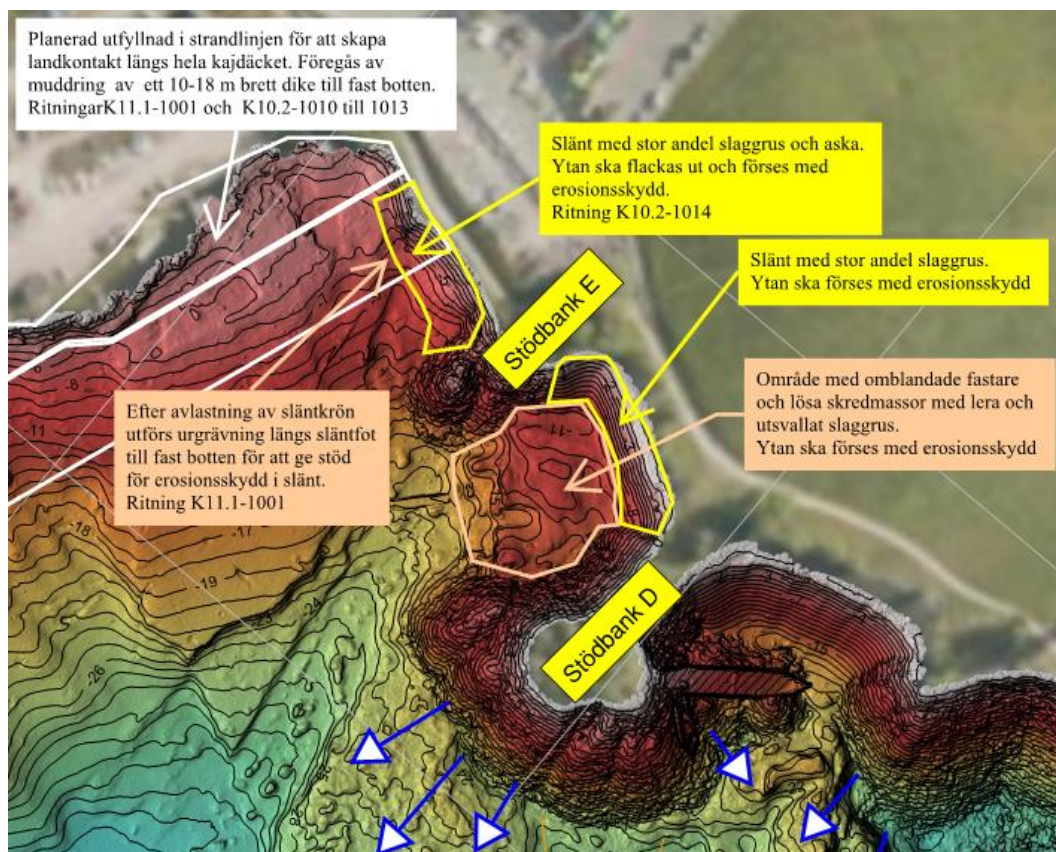 Planerad utfyllnad i strandlinjen för att skapa
landkontakt längs hela kajdäcket. Föregås av
muddring av ett 10-18 m brett dike till fast botten.
RitningarK11.1-1001 och K10.2-1010 till 1013
Slänt med stor andel slaggrus och aska.
Ytan ska flackas ut och förses med
erosionsskydd.
Ritning K10.2-1014
Slänt med stor andel slaggrus.
Ytan ska förses med erosionsskydd
Stödbank E
Område med omblandade fastare
och lösa skredmassor med lera och
utsvallat slaggrus.
Ytan ska förses med erosionsskydd
Efter avlastning av släntkrön
utförs urgrävning längs släntfot
till fast botten för att ge stöd
för erosionsskydd i slänt.
Ritning K11.1-1001
Stödbank D
-8
-11
-11
-18
-17
-19
-24
-26